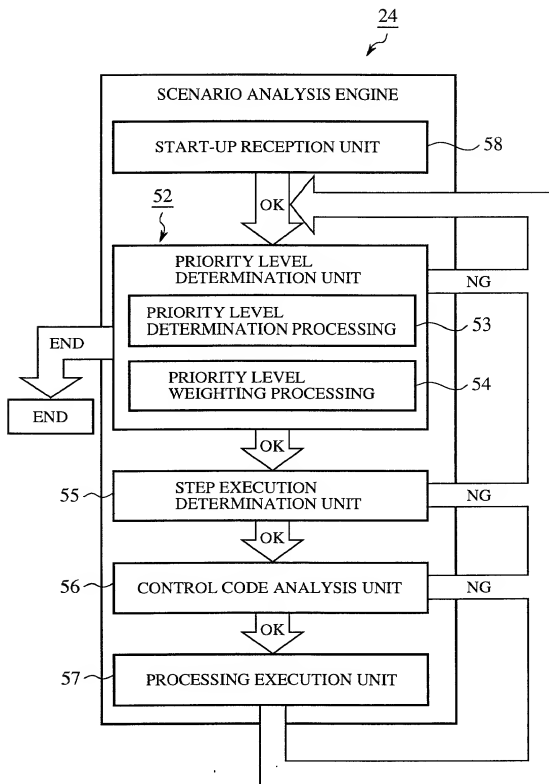 24
SCENARIO ANALYSIS ENGINE
START-UP RECEPTION UNIT
58
OK
52
PRIORITY LEVEL
DETERMINATION UNIT
NG
PRIORITY LEVEL
DETERMINATION PROCESSING
53
END
PRIORITY LEVEL
WEIGHTING PROCESSING
54
END
OK
55
STEP EXECUTION
DETERMINATION UNIT
NG
OK
56
CONTROL CODE ANALYSIS UNIT
NG
OK
57
PROCESSING EXECUTION UNIT